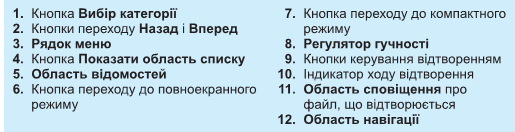 1. Кнопка Вибір категорії
2. Кнопки переходу Назад і Вперед
3. Рядок меню
4. Кнопка Показати область списку
5. Область відомостей
6. Кнопка переходу до повноекранного
режиму
7. Кнопка переходу до компактного
режиму
8. Регулятор гучності
9. Кнопки керування відтворенням
10. Індикатор ходу відтворення
11. Область сповіщення про
файл, що відтворюється
12. Область навігації